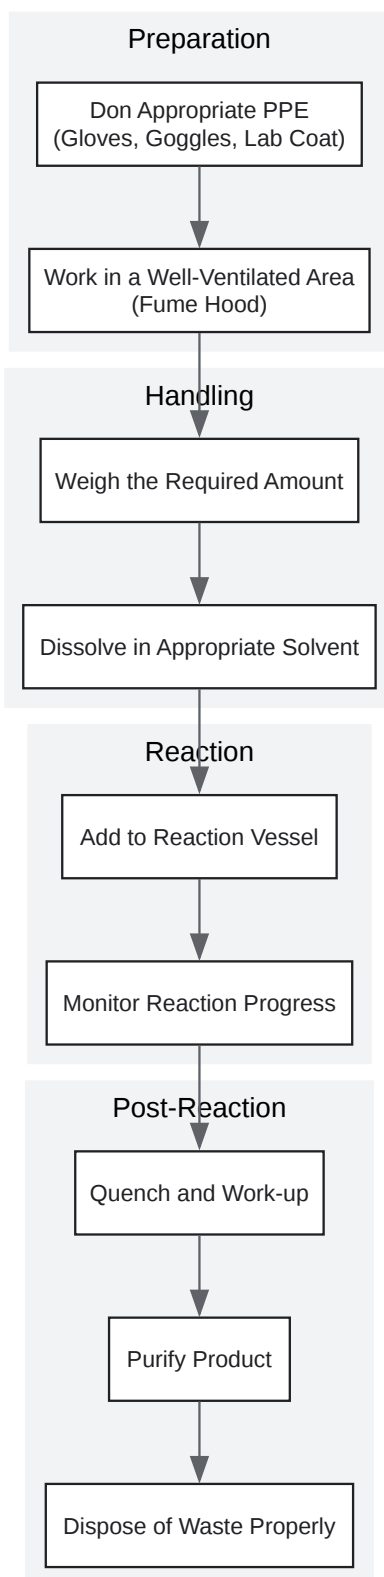 Preparation
Don Appropriate PPE
(Gloves, Goggles, Lab Coat)
Work in a Well-Ventilated Area
(Fume Hood)
Handling
Weigh the Required Amount
Dissolve in Appropriate Solvent
Reaction
Add to Reaction Vessel
Monitor Reaction Progress
Post-Reaction
Quench and Work-up
Purify Product
Dispose of Waste Properly